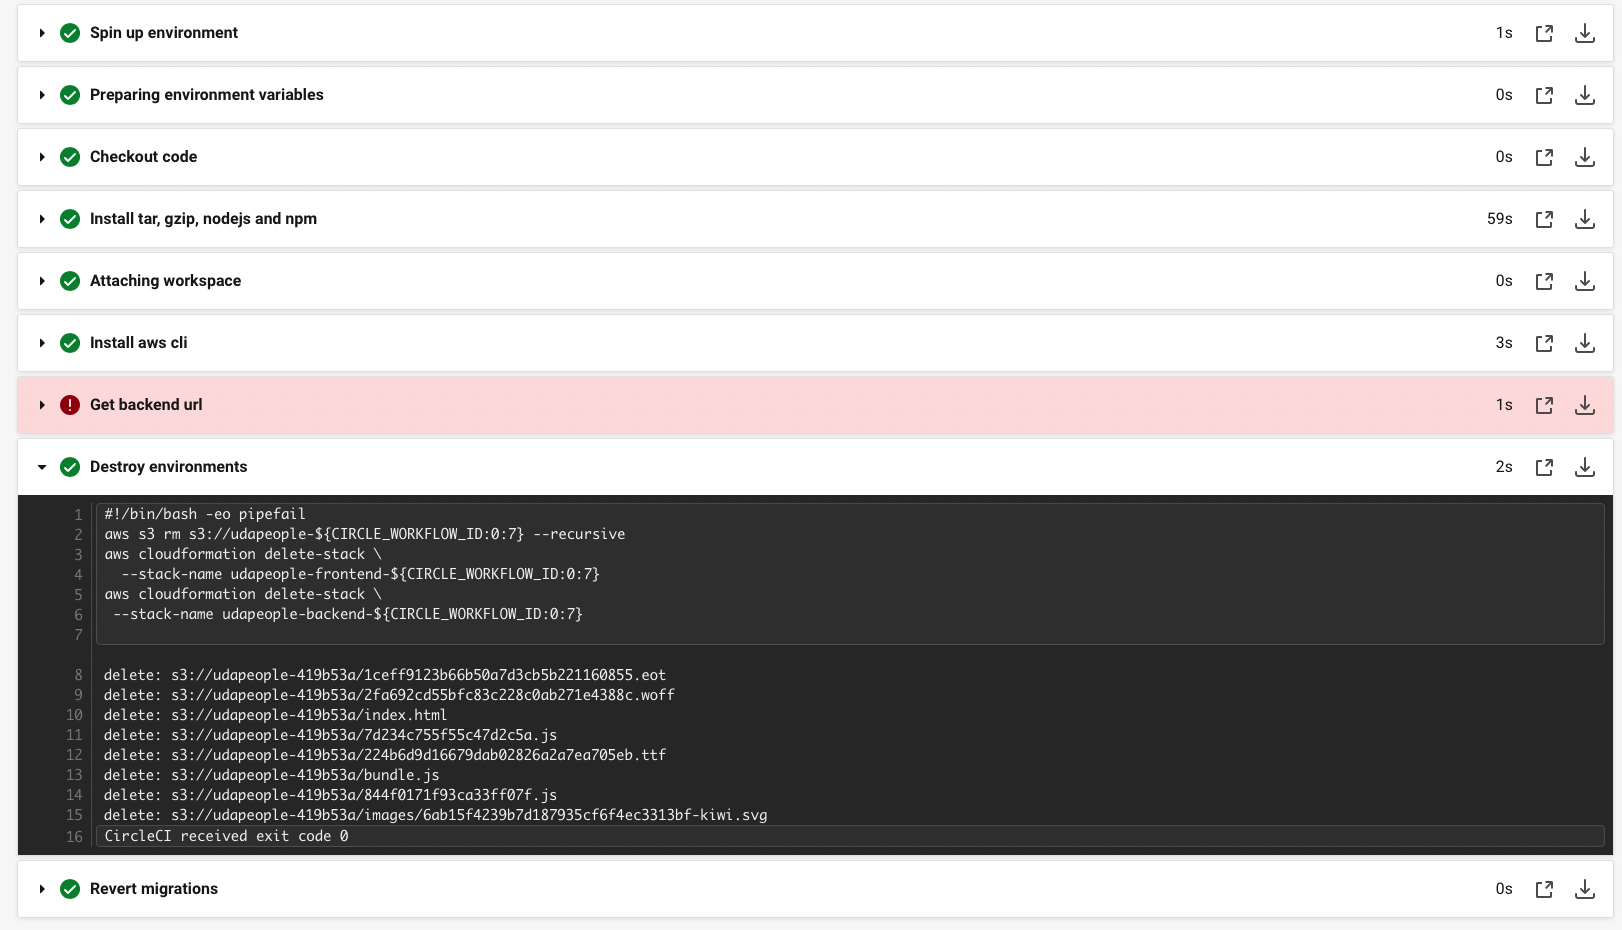 Spin up environment 1s
Preparing environment variables 0s
Checkout code 0s
Install tar, gzip, nodejs and npm 59s
Attaching workspace 0s
Install aws cli 3s
Get backend url 1s
Destroy environments 2s
1 #!/bin/bash -eo pipefail
2 aws s3 rm s3://udapeople-${CIRCLE_WORKFLOW_ID:0:7} --recursive
3 aws cloudformation delete-stack \
4 --stack-name udapeople-frontend-${CIRCLE_WORKFLOW_ID:0:7}
5 aws cloudformation delete-stack \
6 --stack-name udapeople-backend-${CIRCLE_WORKFLOW_ID:0:7}
7
8 delete: s3://udapeople-419b53a/1ceff9123b66b50a7d3cb5b221160855.eot
9 delete: s3://udapeople-419b53a/2fa692cd55bfc83c228c0ab271e4388c.woff
10 delete: s3://udapeople-419b53a/index.html
11 delete: s3://udapeople-419b53a/7d234c755f55c47d2c5a.js
12 delete: s3://udapeople-419b53a/224b6d9d16679dab02826a2a7ea705eb.ttf
13 delete: s3://udapeople-419b53a/bundle.js
14 delete: s3://udapeople-419b53a/844f0171f93ca33ff07f.js
15 delete: s3://udapeople-419b53a/images/6ab15f4239b7d187935cf6f4ec3313bf-kiwi.svg
16 CircleCI received exit code 0
Revert migrations 0s